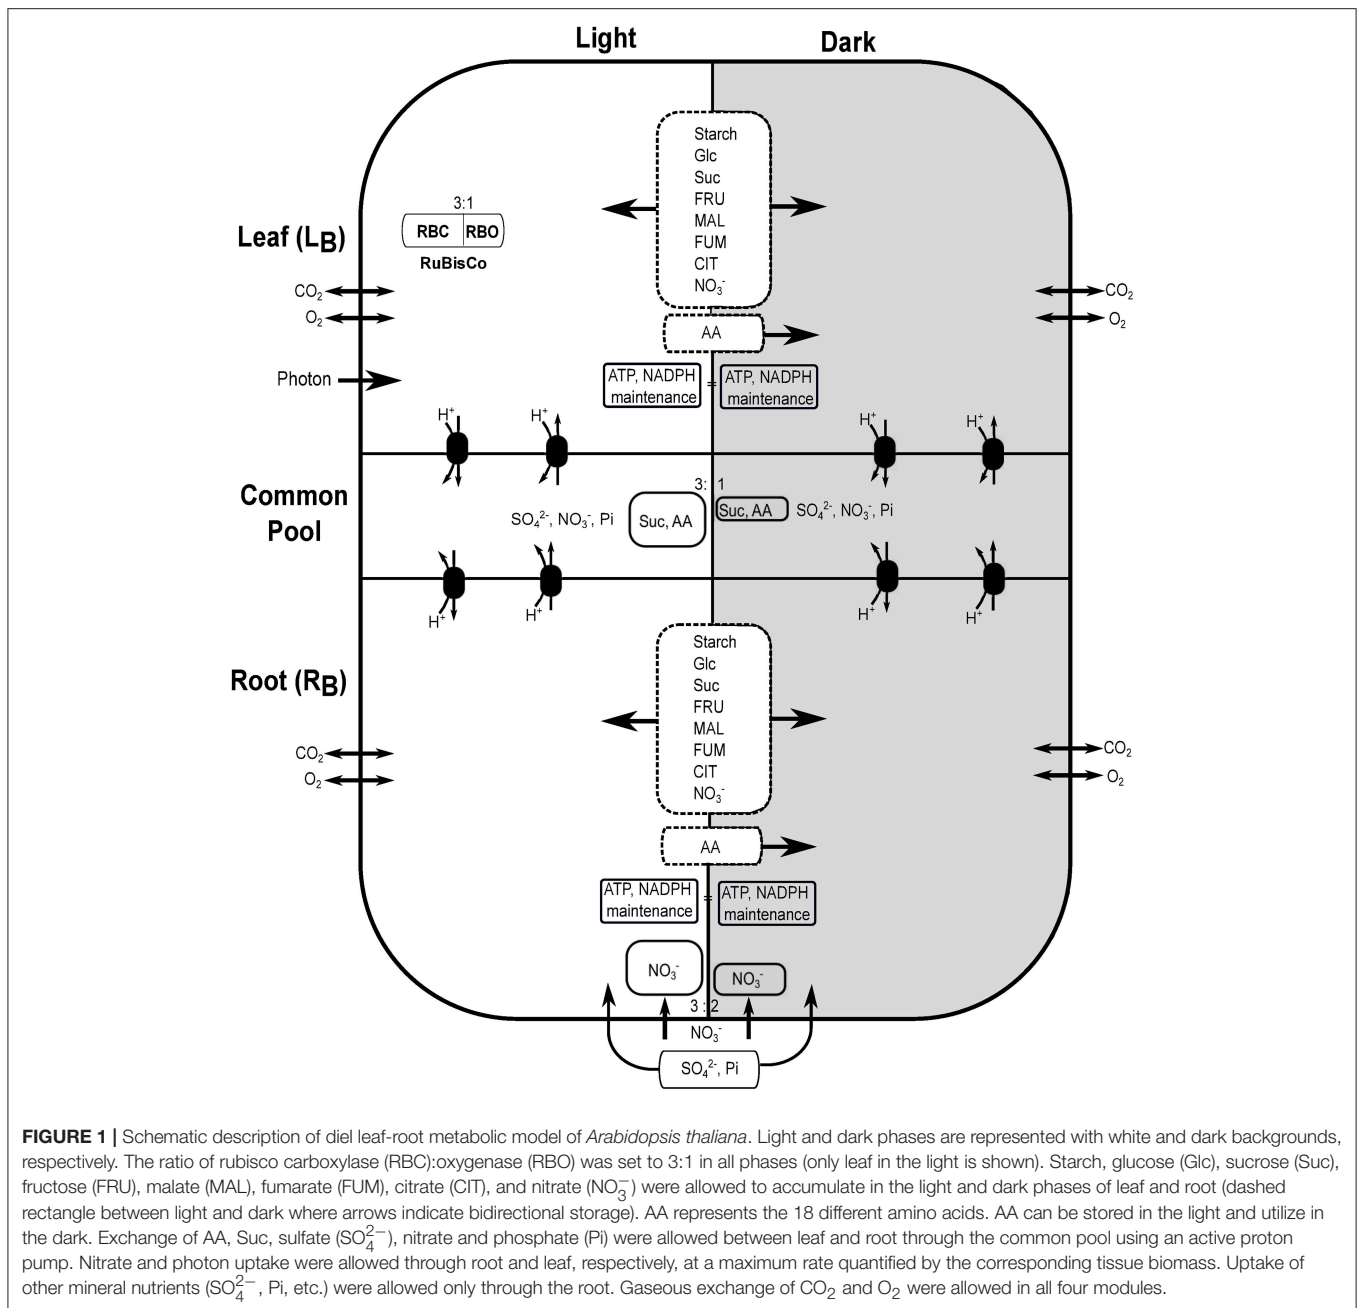 Light Dark
Starch
Glc
Suc
FRU
MAL
FUM
CIT
NO₃⁻
3:1
RBC RBO
RuBisCo
Leaf (LB)
CO₂
O₂
CO₂
O₂
AA
Photon
ATP, NADPH
maintenance
=
ATP, NADPH
maintenance
H⁺ H⁺ H⁺ H⁺
Common
Pool
3: 1
SO₄²⁻, NO₃⁻, Pi
Suc, AA
Suc, AA
SO₄²⁻, NO₃⁻, Pi
H⁺ H⁺ H⁺ H⁺
Root (RB)
Starch
Glc
Suc
FRU
MAL
FUM
CIT
NO₃⁻
CO₂
O₂
CO₂
O₂
AA
ATP, NADPH
maintenance
=
ATP, NADPH
maintenance
NO₃⁻
NO₃⁻
3 : 2
NO₃⁻
SO₄²⁻, Pi
FIGURE 1 | Schematic description of diel leaf-root metabolic model of Arabidopsis thaliana. Light and dark phases are represented with white and dark backgrounds,
respectively. The ratio of rubisco carboxylase (RBC):oxygenase (RBO) was set to 3:1 in all phases (only leaf in the light is shown). Starch, glucose (Glc), sucrose (Suc),
fructose (FRU), malate (MAL), fumarate (FUM), citrate (CIT), and nitrate (NO₃⁻) were allowed to accumulate in the light and dark phases of leaf and root (dashed
rectangle between light and dark where arrows indicate bidirectional storage). AA represents the 18 different amino acids. AA can be stored in the light and utilize in
the dark. Exchange of AA, Suc, sulfate (SO₄²⁻), nitrate and phosphate (Pi) were allowed between leaf and root through the common pool using an active proton
pump. Nitrate and photon uptake were allowed through root and leaf, respectively, at a maximum rate quantified by the corresponding tissue biomass. Uptake of
other mineral nutrients (SO₄²⁻, Pi, etc.) were allowed only through the root. Gaseous exchange of CO₂ and O₂ were allowed in all four modules.